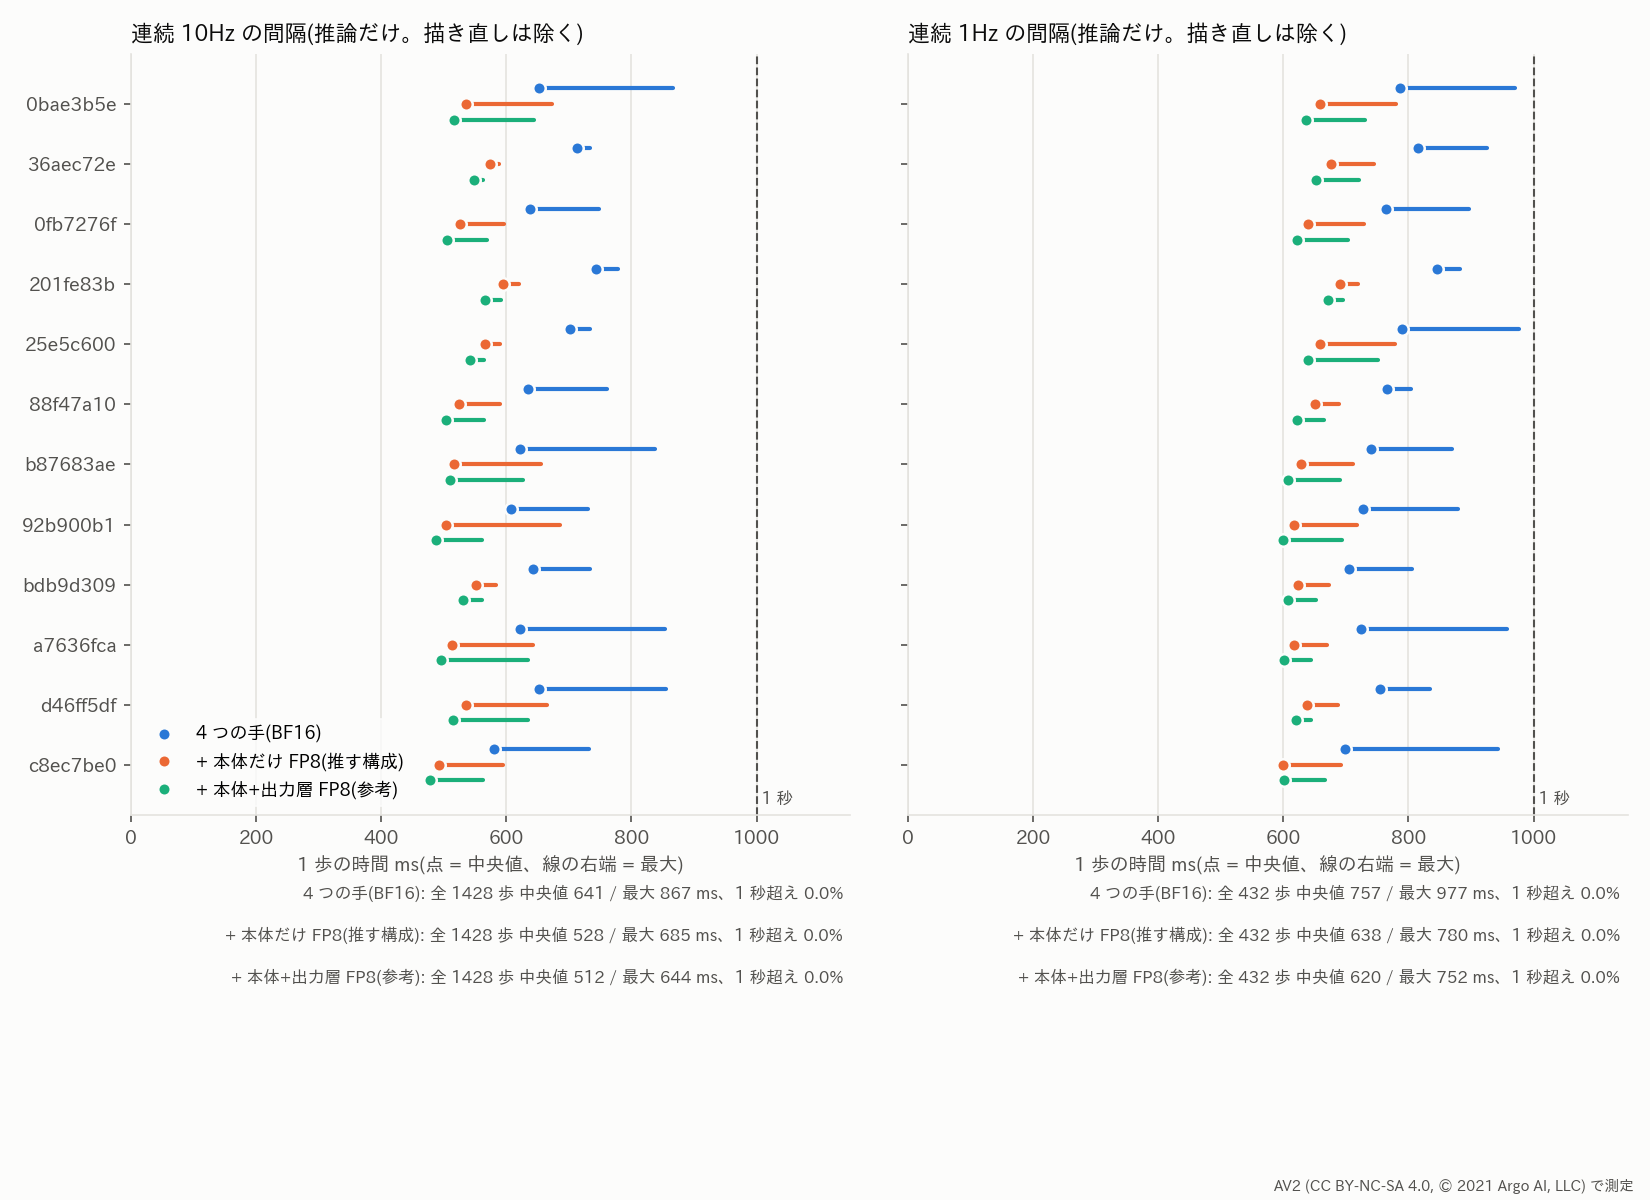 連続 10Hz の間隔(推論だけ。描き直しは除く)
0bae3b5e
36aec72e
0fb7276f
201fe83b
25e5c600
88f47a10
b87683ae
92b900b1
bdb9d309
a7636fca
d46ff5df
c8ec7be0
4 つの手(BF16)
+ 本体だけ FP8(推す構成)
+ 本体+出力層 FP8(参考)
1 秒
0 200 400 600 800 1000
1 歩の時間 ms(点 = 中央値、線の右端 = 最大)
4 つの手(BF16): 全 1428 歩 中央値 641 / 最大 867 ms、1 秒超え 0.0%
+ 本体だけ FP8(推す構成): 全 1428 歩 中央値 528 / 最大 685 ms、1 秒超え 0.0%
+ 本体+出力層 FP8(参考): 全 1428 歩 中央値 512 / 最大 644 ms、1 秒超え 0.0%
連続 1Hz の間隔(推論だけ。描き直しは除く)
1 秒
0 200 400 600 800 1000
1 歩の時間 ms(点 = 中央値、線の右端 = 最大)
4 つの手(BF16): 全 432 歩 中央値 757 / 最大 977 ms、1 秒超え 0.0%
+ 本体だけ FP8(推す構成): 全 432 歩 中央値 638 / 最大 780 ms、1 秒超え 0.0%
+ 本体+出力層 FP8(参考): 全 432 歩 中央値 620 / 最大 752 ms、1 秒超え 0.0%
AV2 (CC BY-NC-SA 4.0, © 2021 Argo AI, LLC) で測定